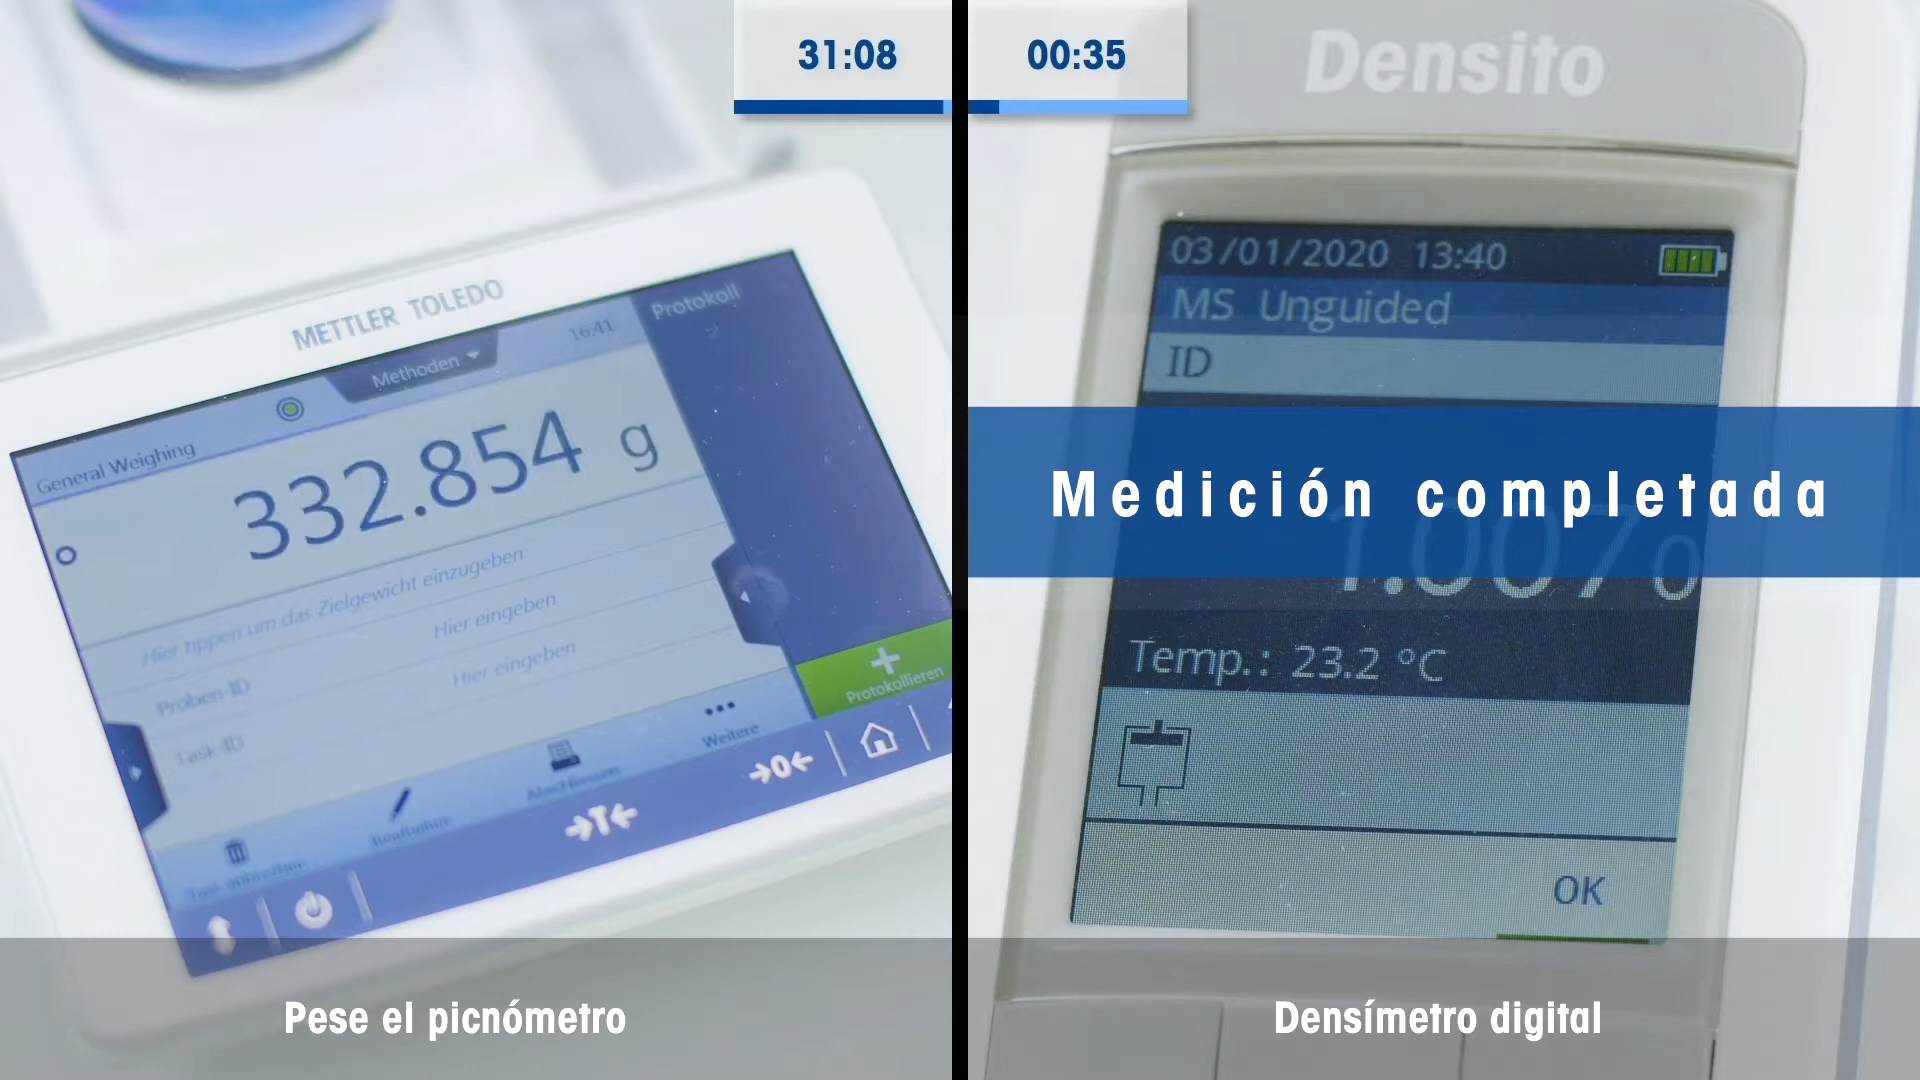 31:08
METTLER TOLEDO
Protokoll
16:41
Methoden
General Weighing
332.854 g
Hier tippen um das Zielgewicht einzugeben
Proben-ID
Hier eingeben
Task-ID
Hier eingeben
Protokollieren
Weitere
Abschliessen
Bearbeiten
→T←
→0←
Pese el picnómetro
00:35
Densito
03/01/2020 13:40
MS Unguided
ID
Medición completada
Temp.: 23.2 °C
OK
Densímetro digital